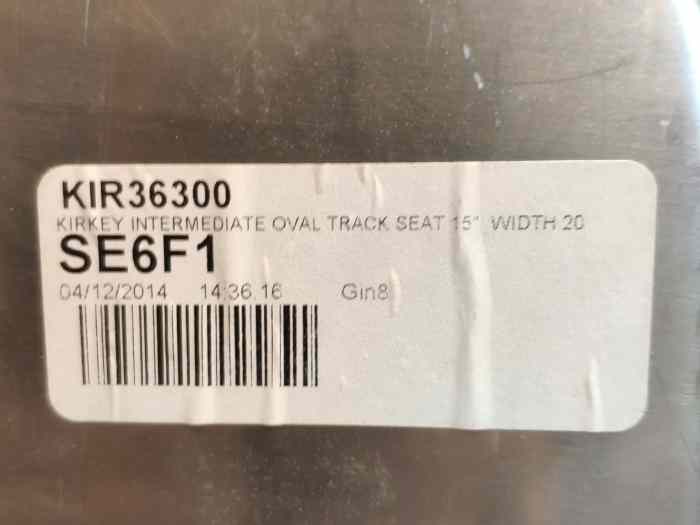 KIR36300
KIRKEY INTERMEDIATE OVAL TRACK SEAT 15" WIDTH 20
SE6F1
04/12/2014 14:36:16 Gin8